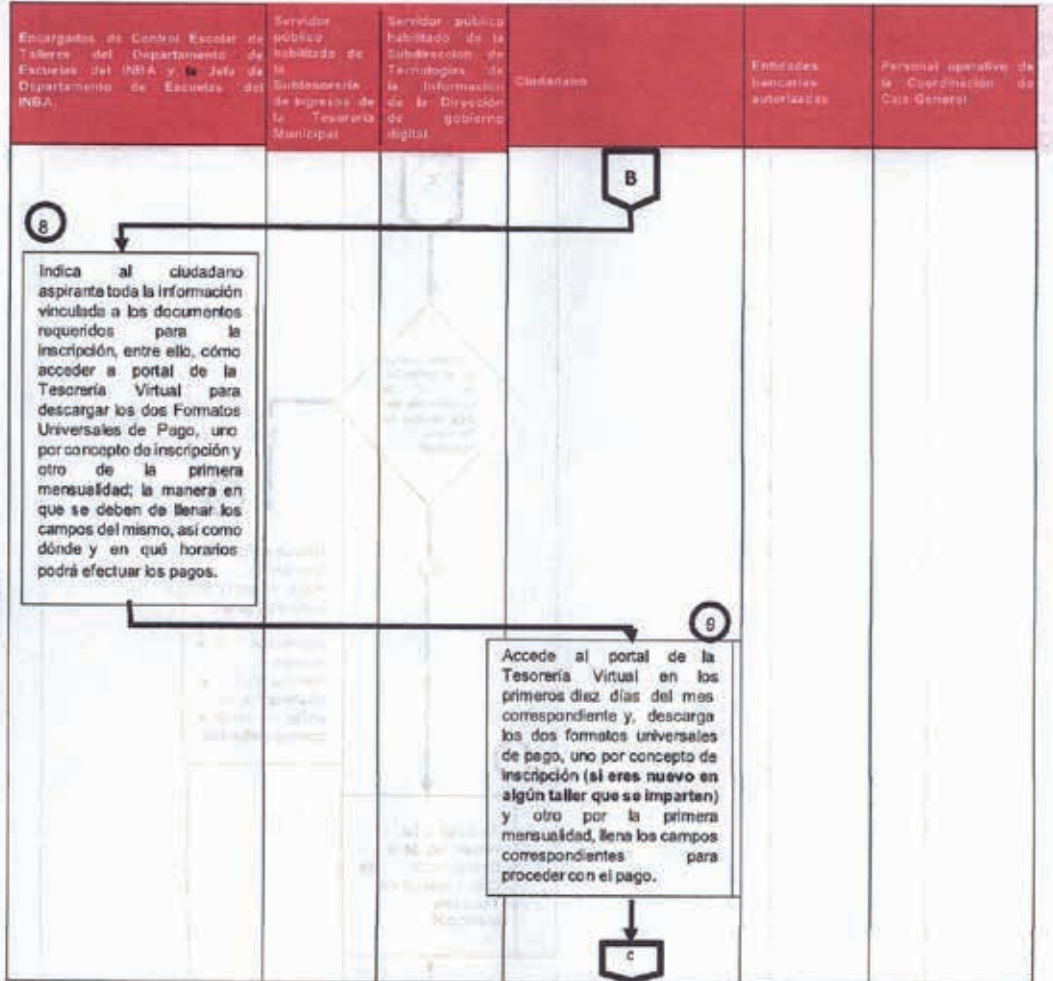 Encargados de Control Escolar de
Talleres del Departamento de
Escuelas del INBA y la Jefa de
Departamento de Escuelas del
INBA.
Servidor
público
habilitado de
la
Subtesorería
de Ingresos de
la Tesorería
Municipal
Servidor público
habilitado de la
Subdirección de
Tecnologías de
la Información
de la Dirección
de gobierno
digital
Ciudadano
Entidades
bancarias
autorizadas
Personal operativo de
la Coordinación de
Caja General
B
8
Indica al ciudadano
aspirante toda la información
vinculada a los documentos
requeridos para la
inscripción, entre ello, cómo
acceder a portal de la
Tesorería Virtual para
descargar los dos Formatos
Universales de Pago, uno
por concepto de inscripción y
otro de la primera
mensualidad; la manera en
que se deben de llenar los
campos del mismo, así como
dónde y en qué horarios
podrá efectuar los pagos.
9
Accede al portal de la
Tesorería Virtual en los
primeros diez días del mes
correspondiente y, descarga
los dos formatos universales
de pago, uno por concepto de
inscripción (si eres nuevo en
algún taller que se imparten)
y otro por la primera
mensualidad, llena los campos
correspondientes para
proceder con el pago.
c